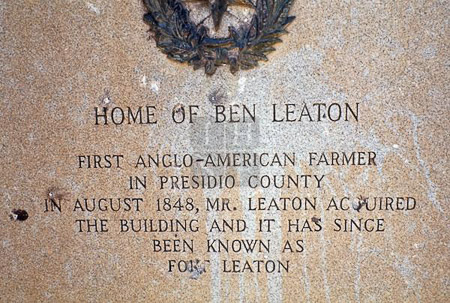 HOME OF BEN LEATON
FIRST ANGLO-AMERICAN FARMER
IN PRESIDIO COUNTY
IN AUGUST 1848, MR. LEATON ACQUIRED
THE BUILDING AND IT HAS SINCE
BEEN KNOWN AS
FORT LEATON